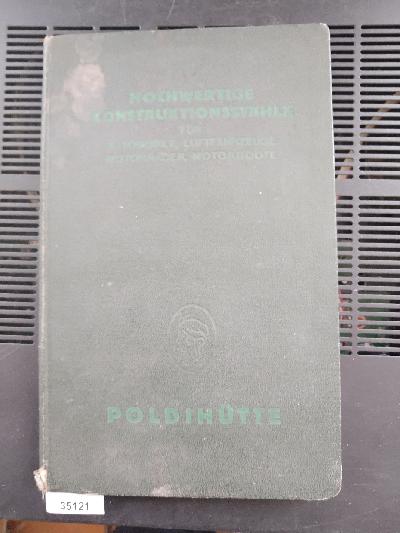 HOCHWERTIGE
KONSTRUKTIONSSTÄHLE
FÜR
AUTOMOBILE, LUFTFAHRZEUGE,
MOTORRÄDER, MOTORBOOTE
POLDIHÜTTE
35121